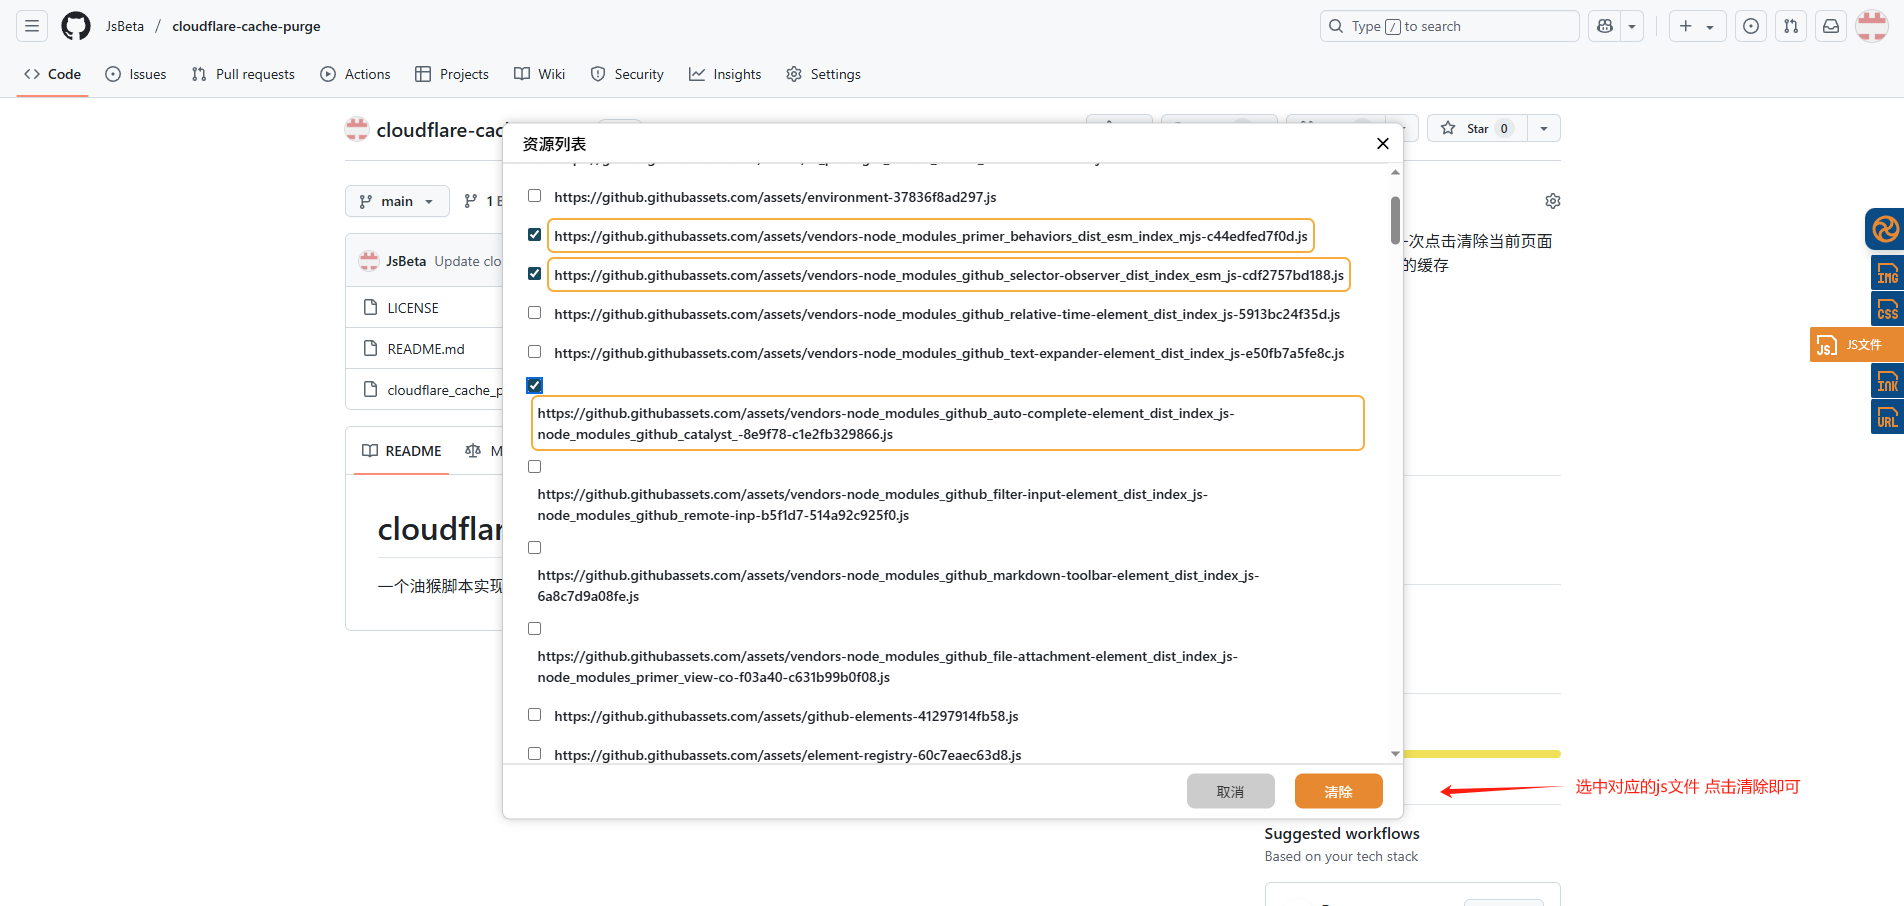 JsBeta / cloudflare-cache-purge
Type / to search
Code
Issues
Pull requests
Actions
Projects
Wiki
Security
Insights
Settings
cloudflare-cac
Star 0
资源列表
main
1
https://github.githubassets.com/assets/environment-37836f8ad297.js
https://github.githubassets.com/assets/vendors-node_modules_primer_behaviors_dist_esm_index_mjs-c44edfed7f0d.js
https://github.githubassets.com/assets/vendors-node_modules_github_selector-observer_dist_index_esm_js-cdf2757bd188.js
https://github.githubassets.com/assets/vendors-node_modules_github_relative-time-element_dist_index_js-5913bc24f35d.js
https://github.githubassets.com/assets/vendors-node_modules_github_text-expander-element_dist_index_js-e50fb7a5fe8c.js
https://github.githubassets.com/assets/vendors-node_modules_github_auto-complete-element_dist_index_js-
node_modules_github_catalyst_-8e9f78-c1e2fb329866.js
https://github.githubassets.com/assets/vendors-node_modules_github_filter-input-element_dist_index_js-
node_modules_github_remote-inp-b5f1d7-514a92c925f0.js
https://github.githubassets.com/assets/vendors-node_modules_github_markdown-toolbar-element_dist_index_js-
6a8c7d9a08fe.js
https://github.githubassets.com/assets/vendors-node_modules_github_file-attachment-element_dist_index_js-
node_modules_primer_view-co-f03a40-c631b99b0f08.js
https://github.githubassets.com/assets/github-elements-41297914fb58.js
https://github.githubassets.com/assets/element-registry-60c7eaec63d8.js
取消
清除
JsBeta Update clo
LICENSE
README.md
cloudflare_cache_p
README
M
cloudflar
一个油猴脚本实现
次点击清除当前页面
的缓存
IMG
CSS
JS
JS文件
INK
URL
选中对应的js文件 点击清除即可
Suggested workflows
Based on your tech stack